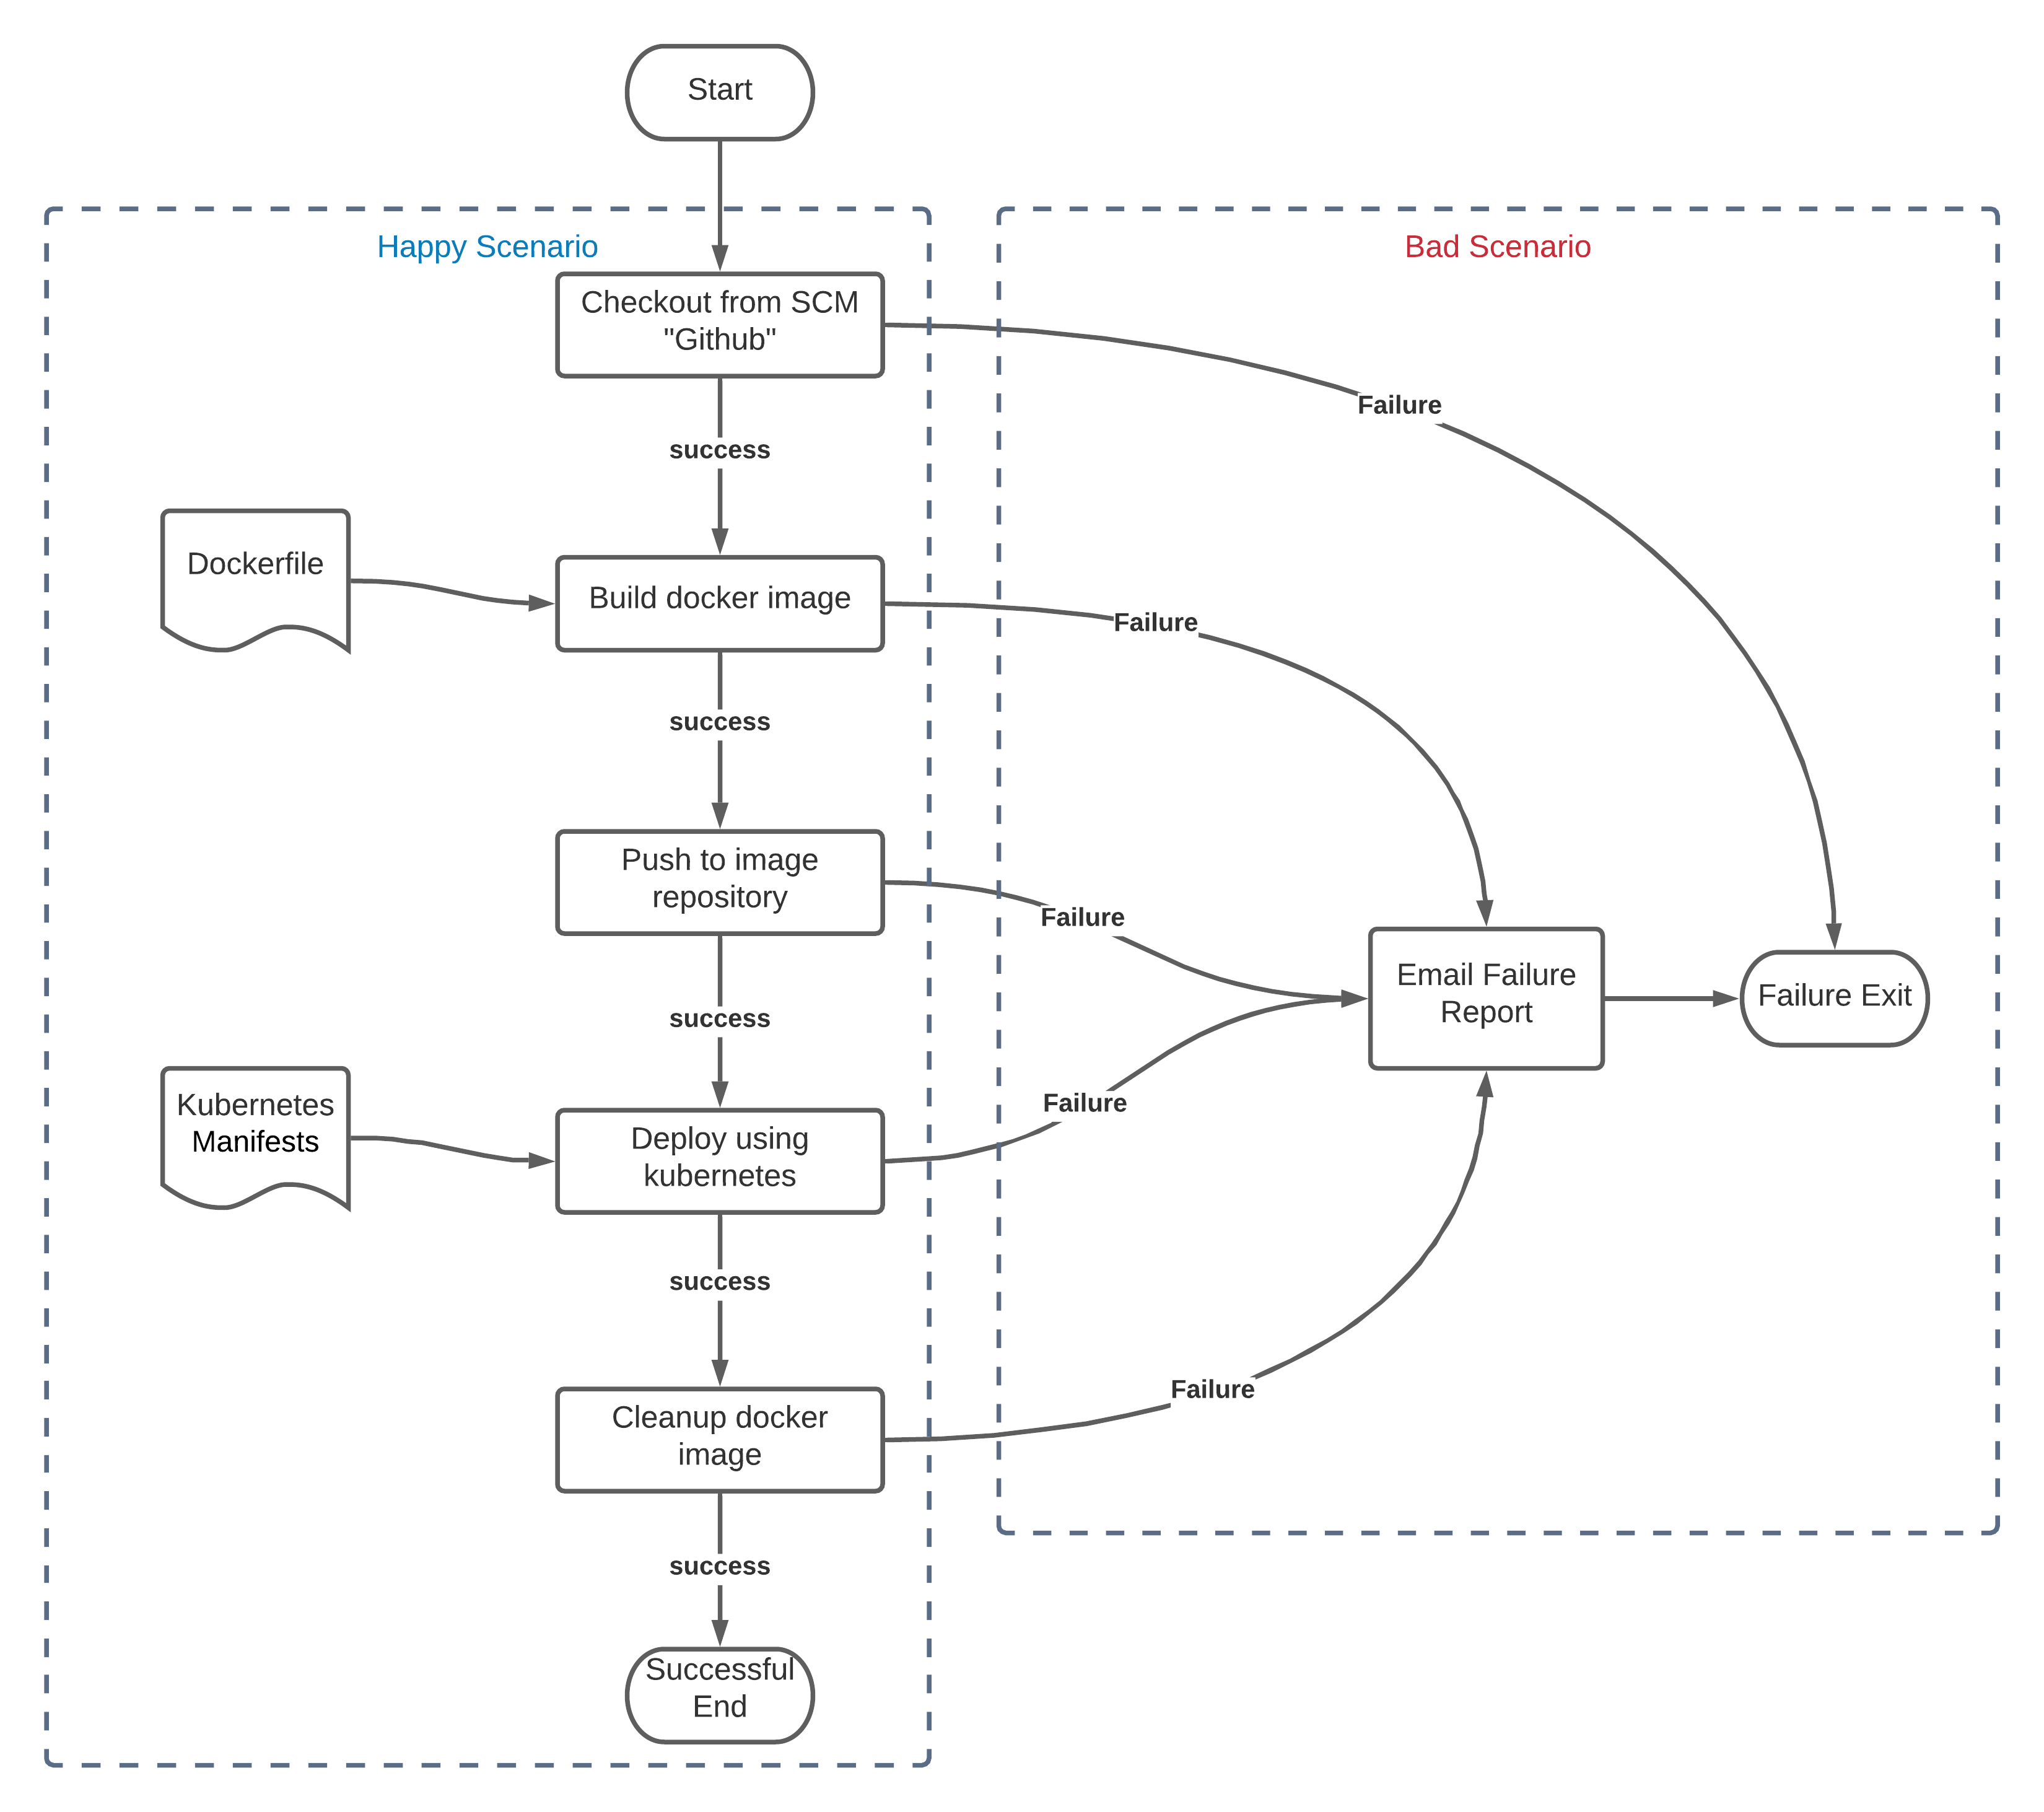 Start
Happy Scenario
Bad Scenario
Checkout from SCM
"Github"
Failure
success
Dockerfile
Build docker image
Failure
success
Push to image
repository
Failure
Email Failure
Report
Failure Exit
success
Kubernetes
Manifests
Deploy using
kubernetes
Failure
success
Cleanup docker
image
Failure
success
Successful
End